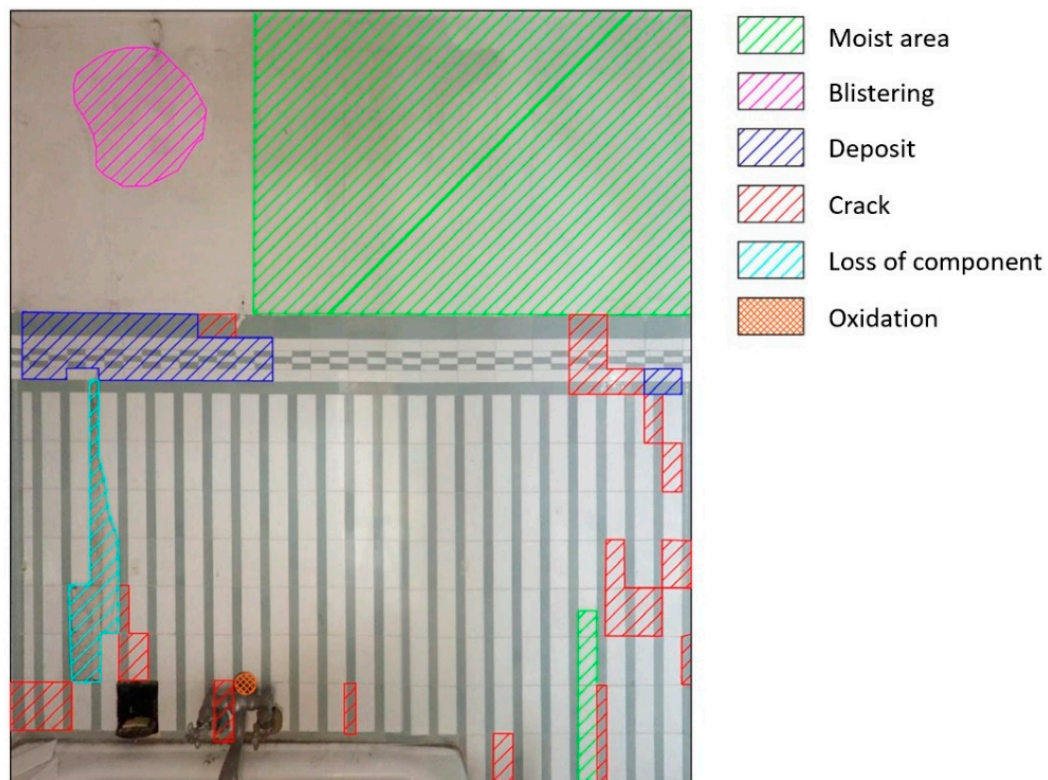 Moist area
Blistering
Deposit
Crack
Loss of component
Oxidation